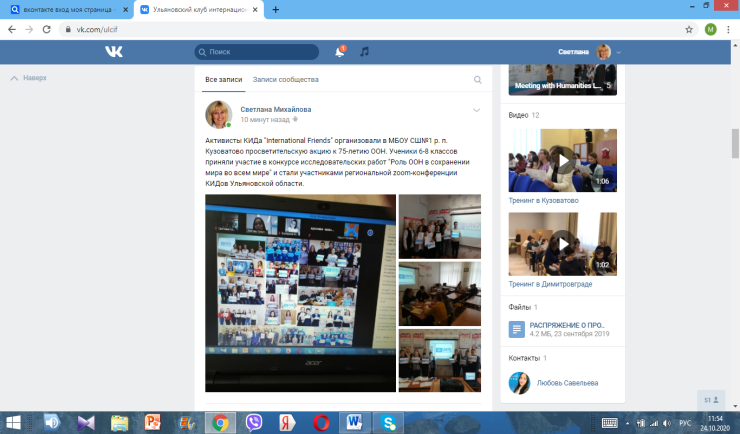 вконтакте вход моя страница -
Ульяновский клуб интернацио
vk.com/ulcif
M
Поиск
1
Светлана
Наверх
Все записи
Записи сообщества
Светлана Михайлова
10 минут назад
Активисты КИДа "International Friends" организовали в МБОУ СШ№1 р. п.
Кузоватово просветительскую акцию к 75-летию ООН. Ученики 6-8 классов
приняли участие в конкурсе исследовательских работ "Роль ООН в сохранении
мира во всем мире" и стали участниками региональной zoom-конференции
КИДов Ульяновской области.
acer
Meeting with Humanities L... 5
Видео 12
1:06
Тренинг в Кузоватово
1:02
Тренинг в Димитровграде
Файлы 1
РАСПРЯЖЕНИЕ О ПРО..
4.2 МБ, 23 сентября 2019
Контакты 1
Любовь Савельева
51
РУС
11:54
24.10.2020